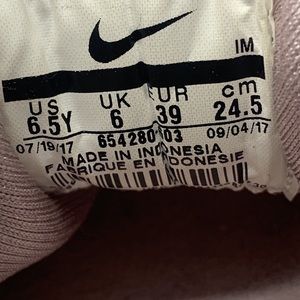 IM
US UK EUR cm
6.5Y 6 39 24.5
07/19/17 654280 603 09/04/17
MADE IN INDONESIA
FABRIQUE EN INDONESIE